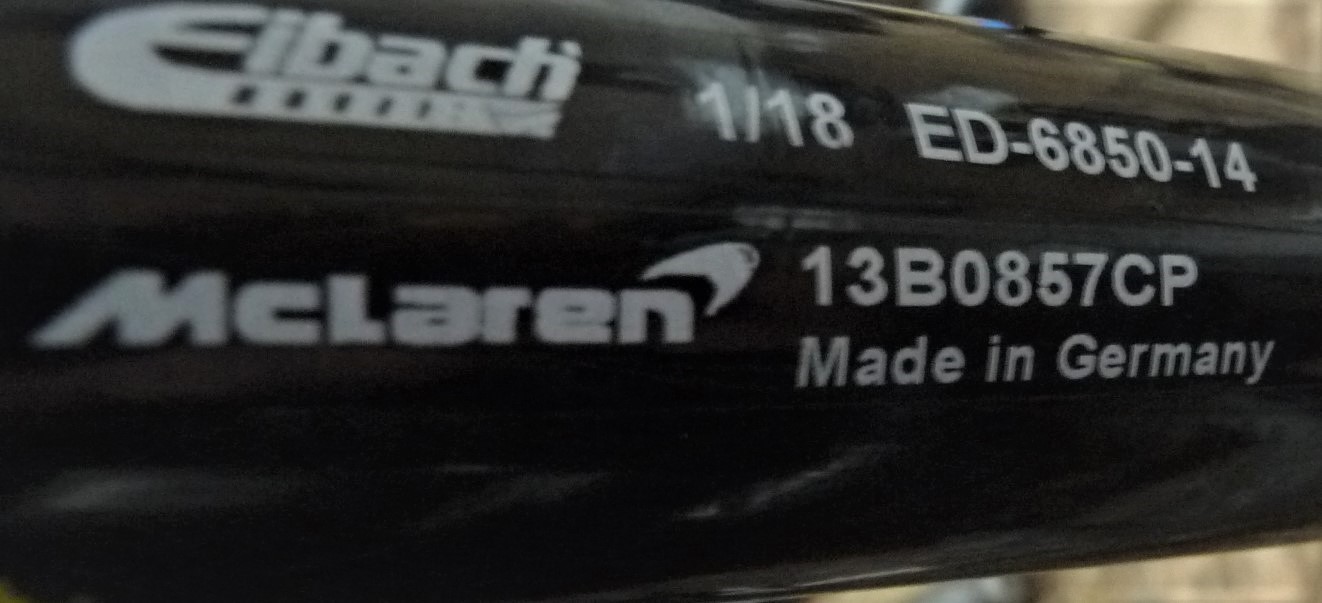 Eibach 1/18 ED-6850-14
McLaren 13B0857CP
Made in Germany